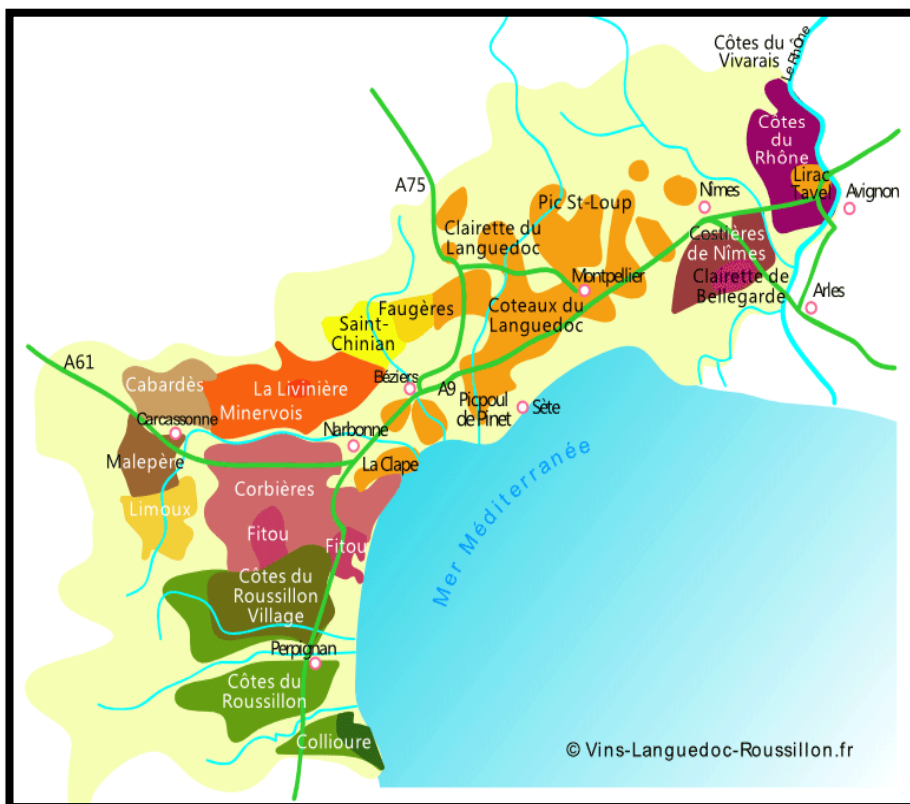 Côtes du
Vivarais
Le Rhône
Côtes
du
Rhône
Lirac
Tavel
Avignon
A75
Pic St-Loup
Nîmes
Clairette du
Languedoc
Costières
de Nîmes
Montpellier
Clairette de
Bellegarde
Arles
Faugères
Coteaux du
Languedoc
Saint-
Chinian
A61
Cabardès
La Livinière
Minervois
Béziers
A9
Picpoul
de Pinet
Sète
Carcassonne
Narbonne
Malepère
La Clape
Limoux
Corbières
Fitou
Fitou
Mer Méditerranée
Côtes du
Roussillon
Village
Perpignan
Côtes du
Roussillon
Collioure
© Vins-Languedoc-Roussillon.fr